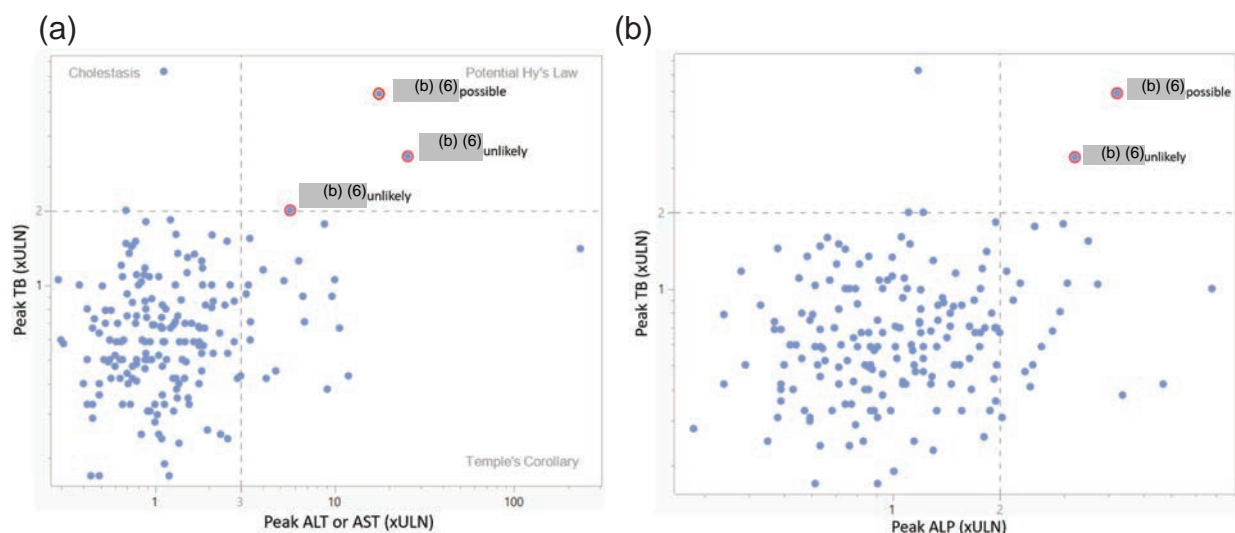 (a)
Cholestasis
Potential Hy's Law
(b) (6) possible
(b) (6) unlikely
(b) (6) unlikely
2
1
Peak TB (xULN)
Temple's Corollary
1
3
10
100
Peak ALT or AST (xULN)
(b)
(b) (6) possible
(b) (6) unlikely
2
1
Peak TB (xULN)
1
2
Peak ALP (xULN)